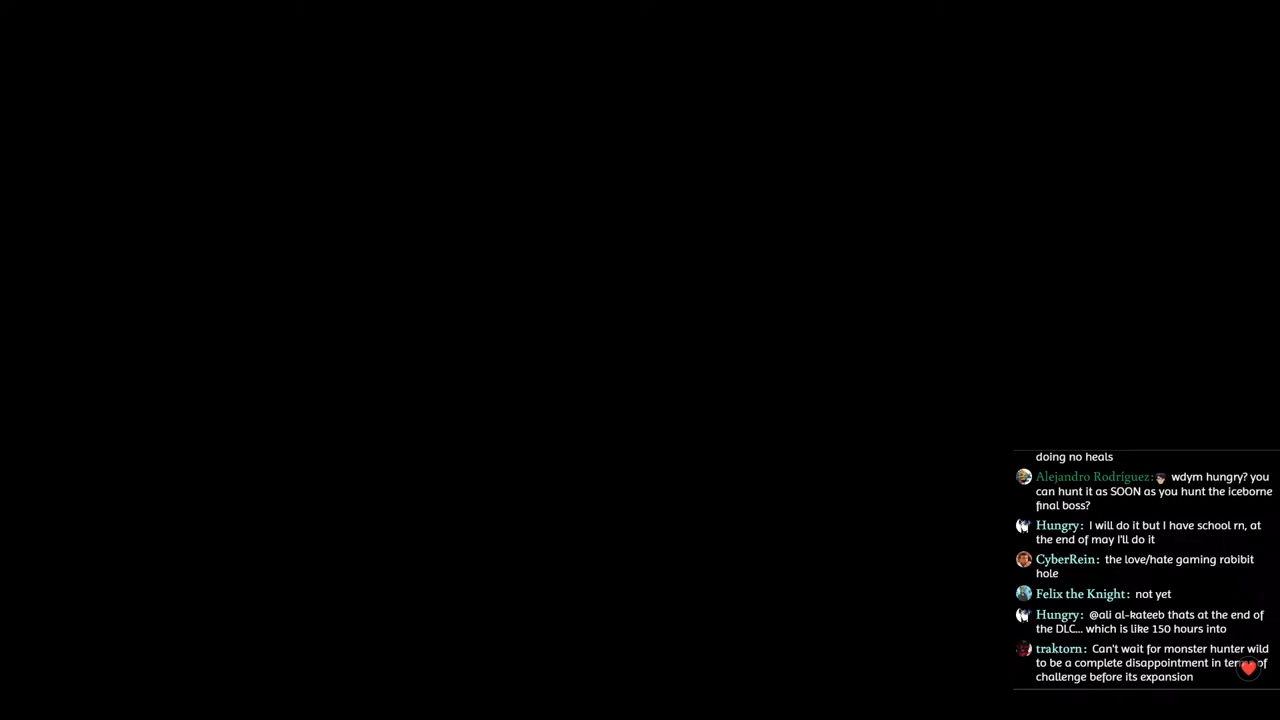 doing no heals
Alejandro Rodríguez: wdym hungry? you
can hunt it as SOON as you hunt the iceborne
final boss?
Hungry: I will do it but I have school rn, at
the end of may I'll do it
CyberRein: the love/hate gaming rabibit
hole
Felix the Knight: not yet
Hungry: @ali al-kateeb thats at the end of
the DLC... which is like 150 hours into
traktorn: Can't wait for monster hunter wild
to be a complete disappointment in terms of
challenge before its expansion